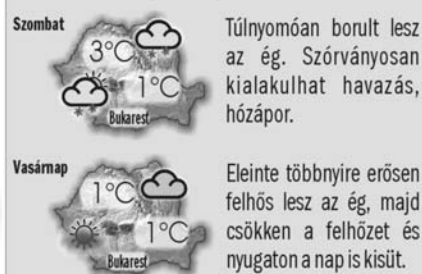 Szombat
3°C
1°C
Bukarest
Túlnyomóan borult lesz
az ég. Szórványosan
kialakulhat havazás,
hózápor.
Vasárnap
1°C
1°C
Bukarest
Eleinte többnyire erősen
felhős lesz az ég, majd
csökken a felhőzet és
nyugaton a nap is kisüt.